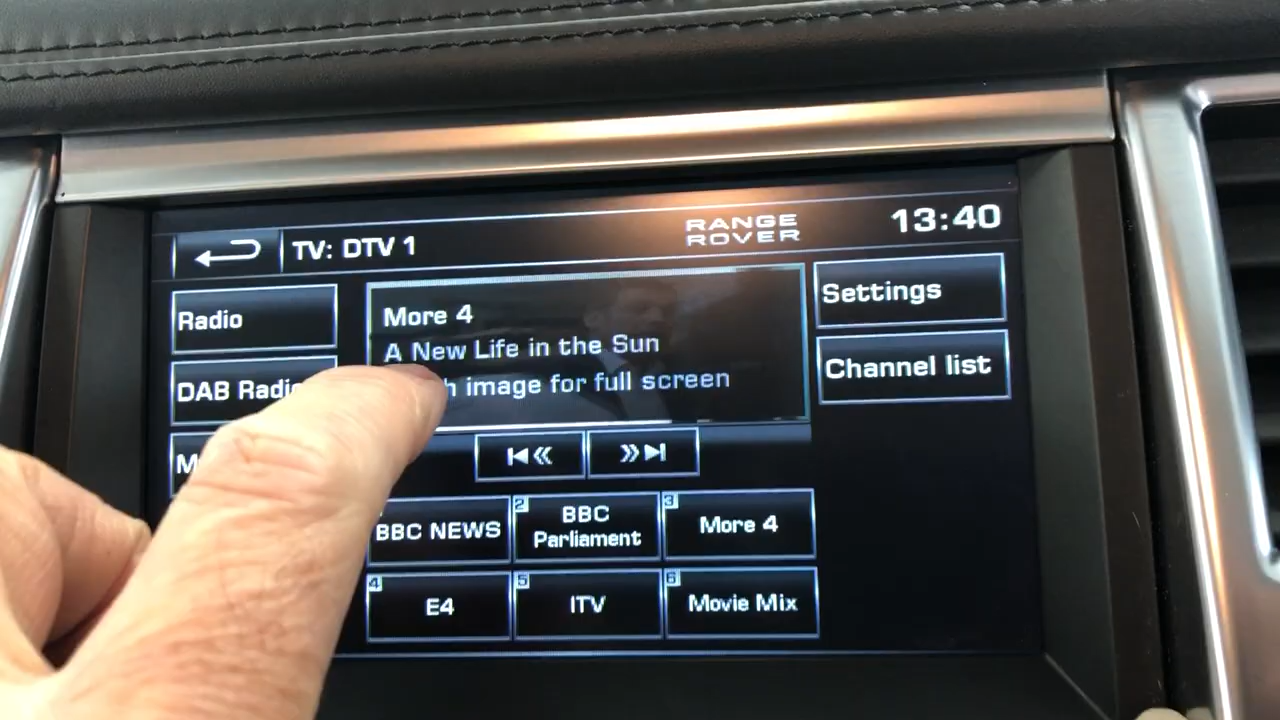 TV: DTV 1
RANGE
ROVER
13:40
Radio
More 4
A New Life in the Sun
image for full screen
Settings
DAB Radio
Channel list
BBC NEWS
2
BBC
Parliament
3
More 4
4
E4
5
ITV
6
Movie Mix